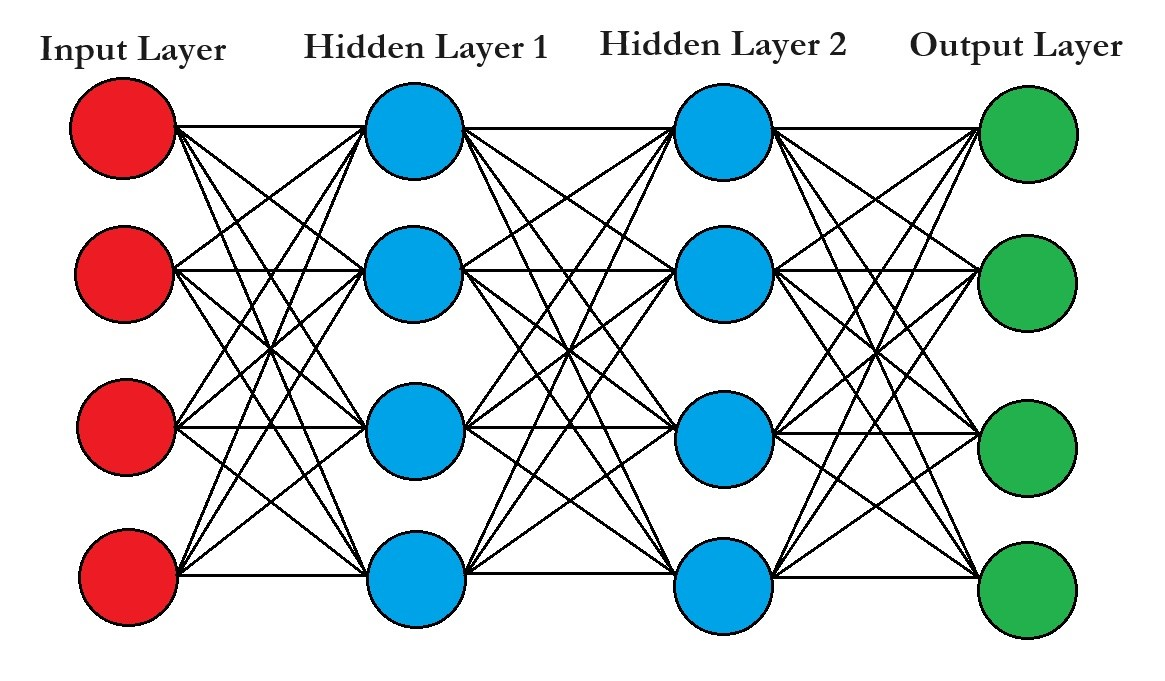 Input Layer
Hidden Layer 1
Hidden Layer 2
Output Layer